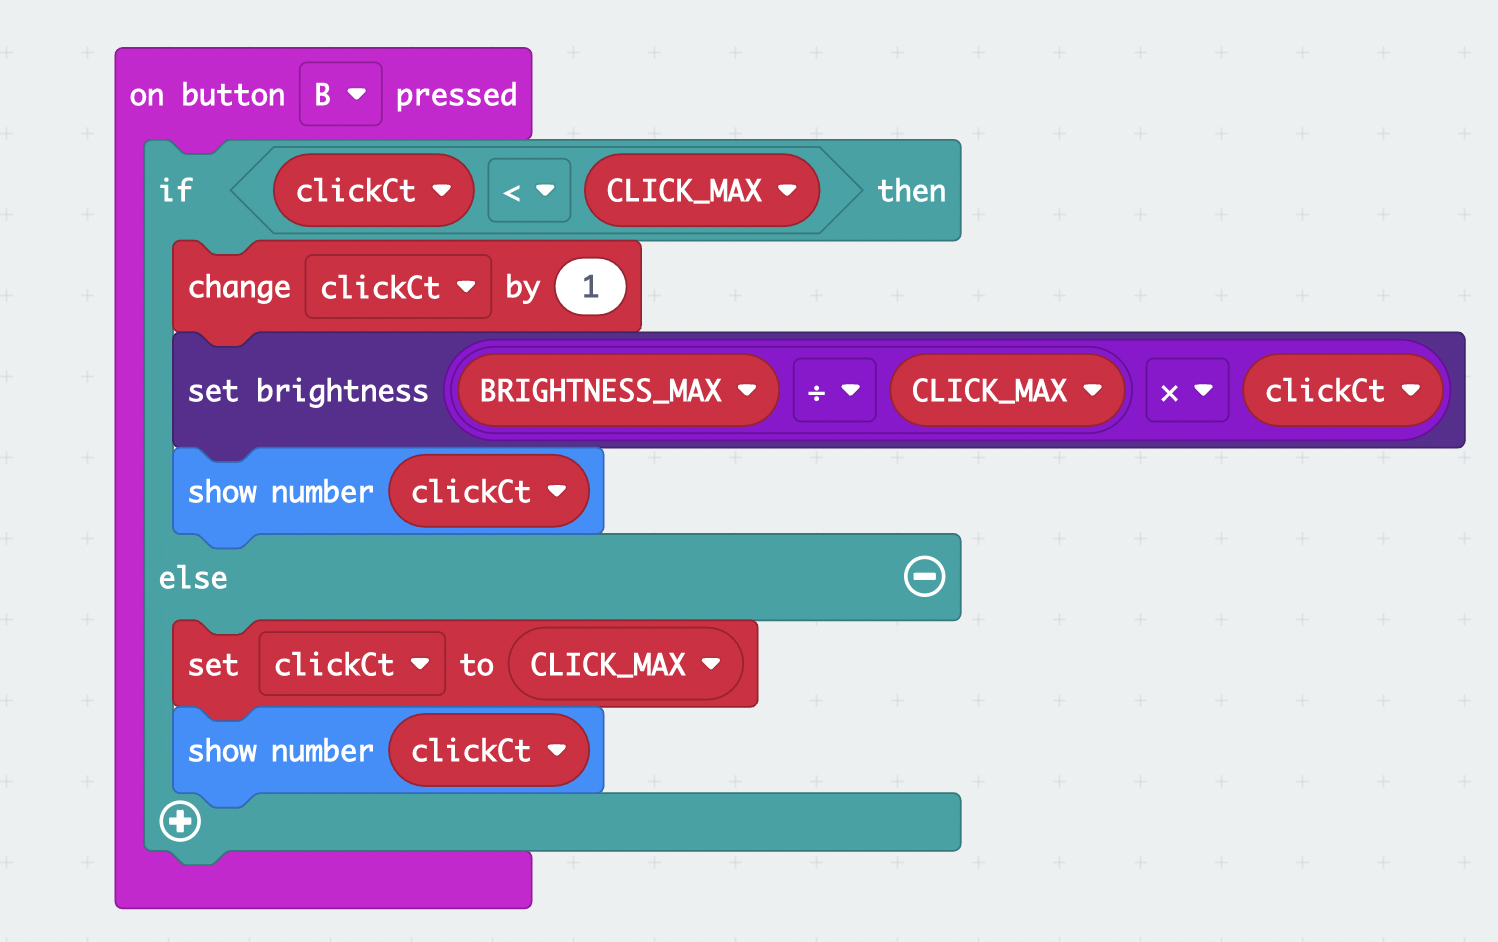 on button B pressed
if clickCt < CLICK_MAX then
change clickCt by 1
set brightness BRIGHTNESS_MAX ÷ CLICK_MAX × clickCt
show number clickCt
else
set clickCt to CLICK_MAX
show number clickCt